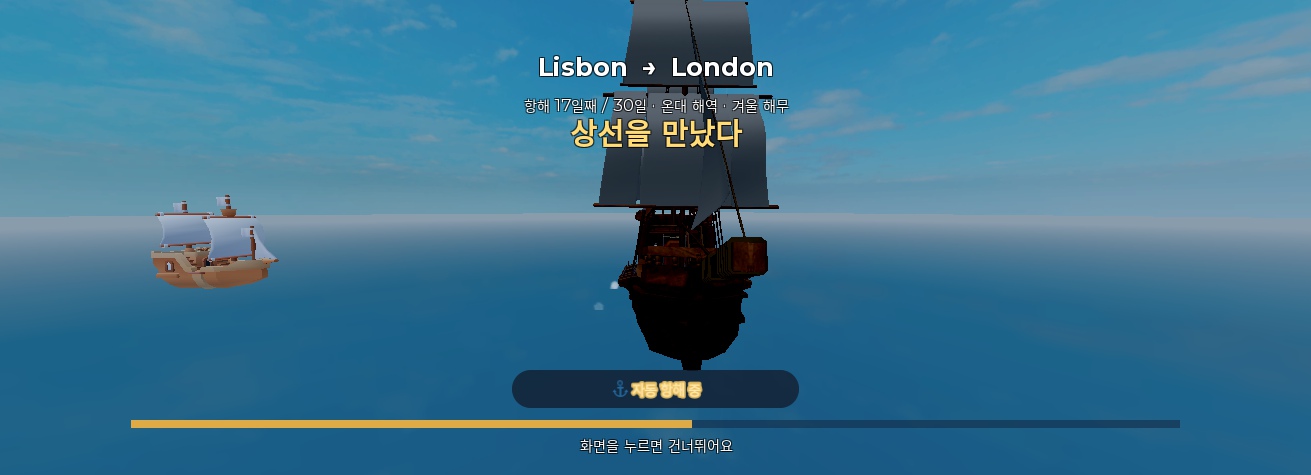 Lisbon → London
항해 17일째 / 30일 · 온대 해역 · 겨울 해무
상선을 만났다
⚓ 자동 항해 중
화면을 누르면 건너뛰어요